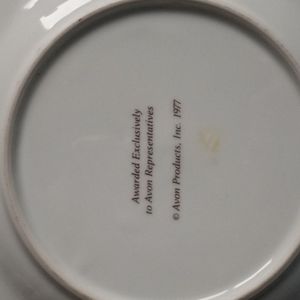 Awarded Exclusively
to Avon Representatives
© Avon Products, Inc. 1977